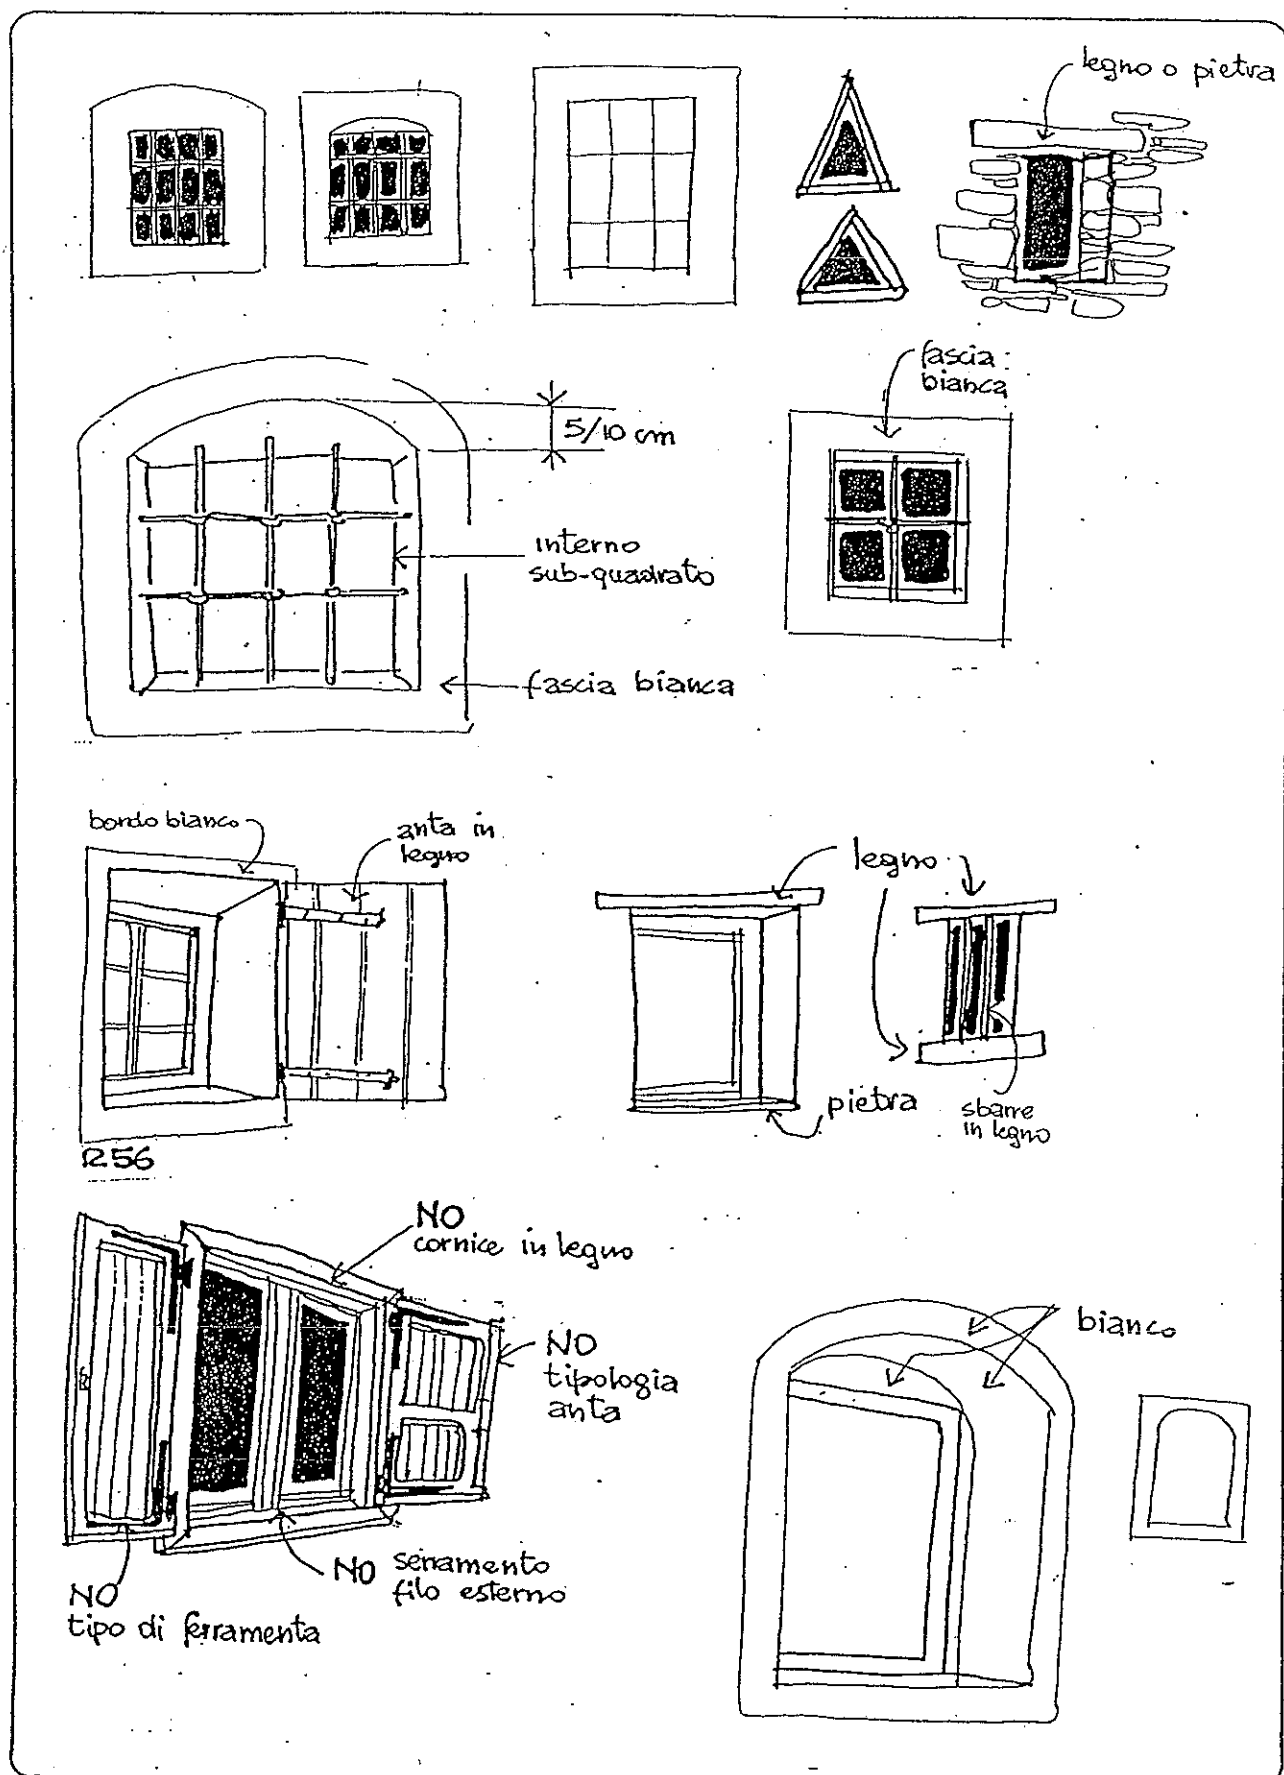 legno o pietra
fascia
bianca
5/10 cm
interno
sub-quadrato
fascia bianca
bordo bianco
anta in
legno
legno
pietra
sbarre
in legno
R56
NO
cornice in legno
NO
tipologia
anta
NO serramento
filo esterno
NO
tipo di ferramenta
bianco